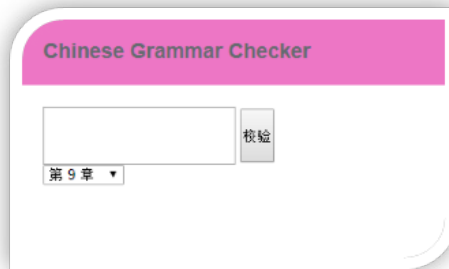 Chinese Grammar Checker
校验
第 9 章